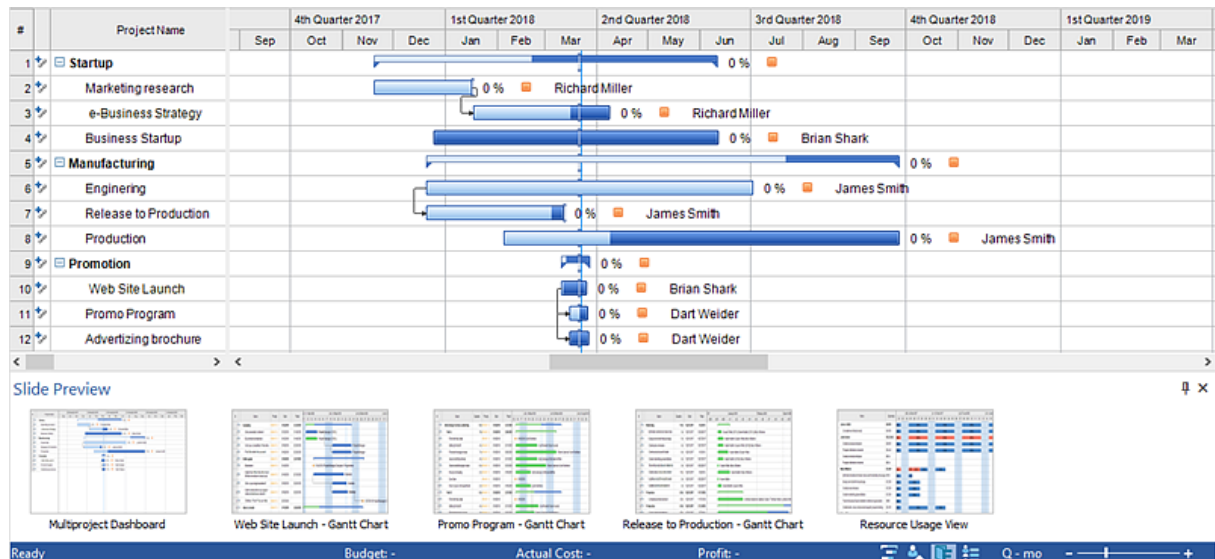 # Project Name 4th Quarter 2017 1st Quarter 2018 2nd Quarter 2018 3rd Quarter 2018 4th Quarter 2018 1st Quarter 2019
Sep Oct Nov Dec Jan Feb Mar Apr May Jun Jul Aug Sep Oct Nov Dec Jan Feb Mar
1 Startup 0 %
2 Marketing research 0 % Richard Miller
3 e-Business Strategy 0 % Richard Miller
4 Business Startup 0 % Brian Shark
5 Manufacturing 0 %
6 Enginering 0 % James Smith
7 Release to Production 0 % James Smith
8 Production 0 % James Smith
9 Promotion 0 %
10 Web Site Launch 0 % Brian Shark
11 Promo Program 0 % Dart Weider
12 Advertizing brochure 0 % Dart Weider
Slide Preview
Multiproject Dashboard Web Site Launch - Gantt Chart Promo Program - Gantt Chart Release to Production - Gantt Chart Resource Usage View
Ready Budget: - Actual Cost: - Profit: - Q - mo